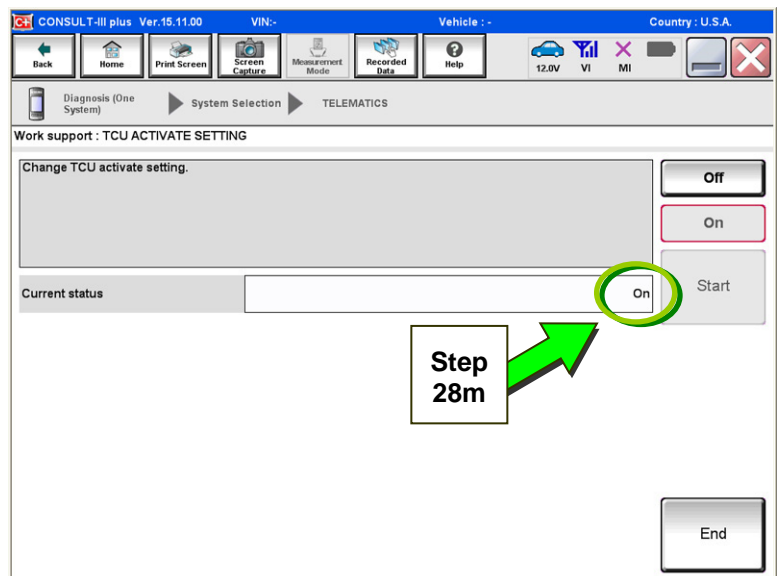 C+ CONSULT-III plus Ver.15.11.00 VIN:- Vehicle : - Country : U.S.A.
Back
Home
Print Screen
Screen
Capture
Measurement
Mode
Recorded
Data
Help
12.0V
VI
MI
Diagnosis (One
System)
System Selection
TELEMATICS
Work support : TCU ACTIVATE SETTING
Change TCU activate setting.
Off
On
Current status
On
Start
Step
28m
End